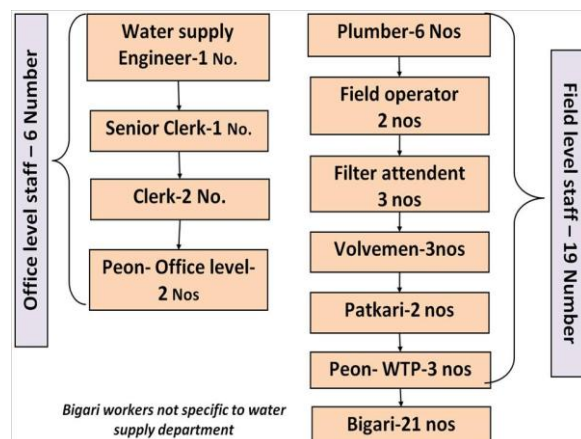 Office level staff – 6 Number
Water supply
Engineer-1 No.
Senior Clerk-1 No.
Clerk-2 No.
Peon- Office level-
2 Nos
Bigari workers not specific to water
supply department
Plumber-6 Nos
Field operator
2 nos
Filter attendent
3 nos
Volvemen-3nos
Patkari-2 nos
Peon- WTP-3 nos
Bigari-21 nos
Field level staff – 19 Number